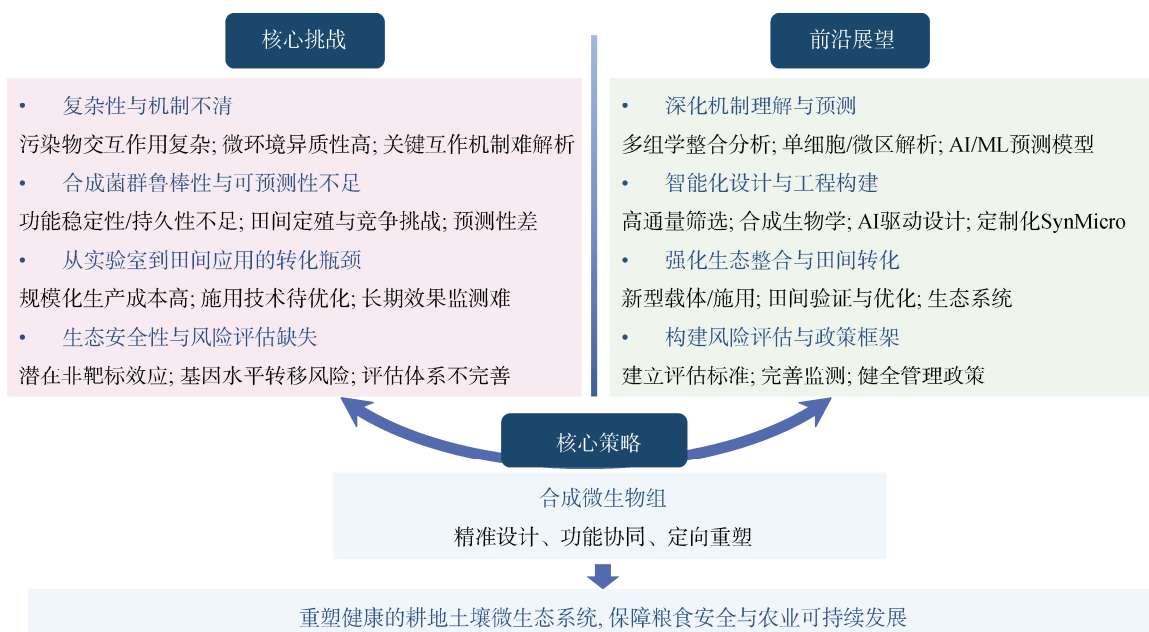 核心挑战
• 复杂性与机制不清
污染物交互作用复杂; 微环境异质性高; 关键互作机制难解析
• 合成菌群鲁棒性与可预测性不足
功能稳定性/持久性不足; 田间定殖与竞争挑战; 预测性差
• 从实验室到田间应用的转化瓶颈
规模化生产成本高; 施用技术待优化; 长期效果监测难
• 生态安全性与风险评估缺失
潜在非靶标效应; 基因水平转移风险; 评估体系不完善
前沿展望
• 深化机制理解与预测
多组学整合分析; 单细胞/微区解析; AI/ML预测模型
• 智能化设计与工程构建
高通量筛选; 合成生物学; AI驱动设计; 定制化SynMicro
• 强化生态整合与田间转化
新型载体/施用; 田间验证与优化; 生态系统
• 构建风险评估与政策框架
建立评估标准; 完善监测; 健全管理政策
核心策略
合成微生物组
精准设计、功能协同、定向重塑
重塑健康的耕地土壤微生态系统, 保障粮食安全与农业可持续发展